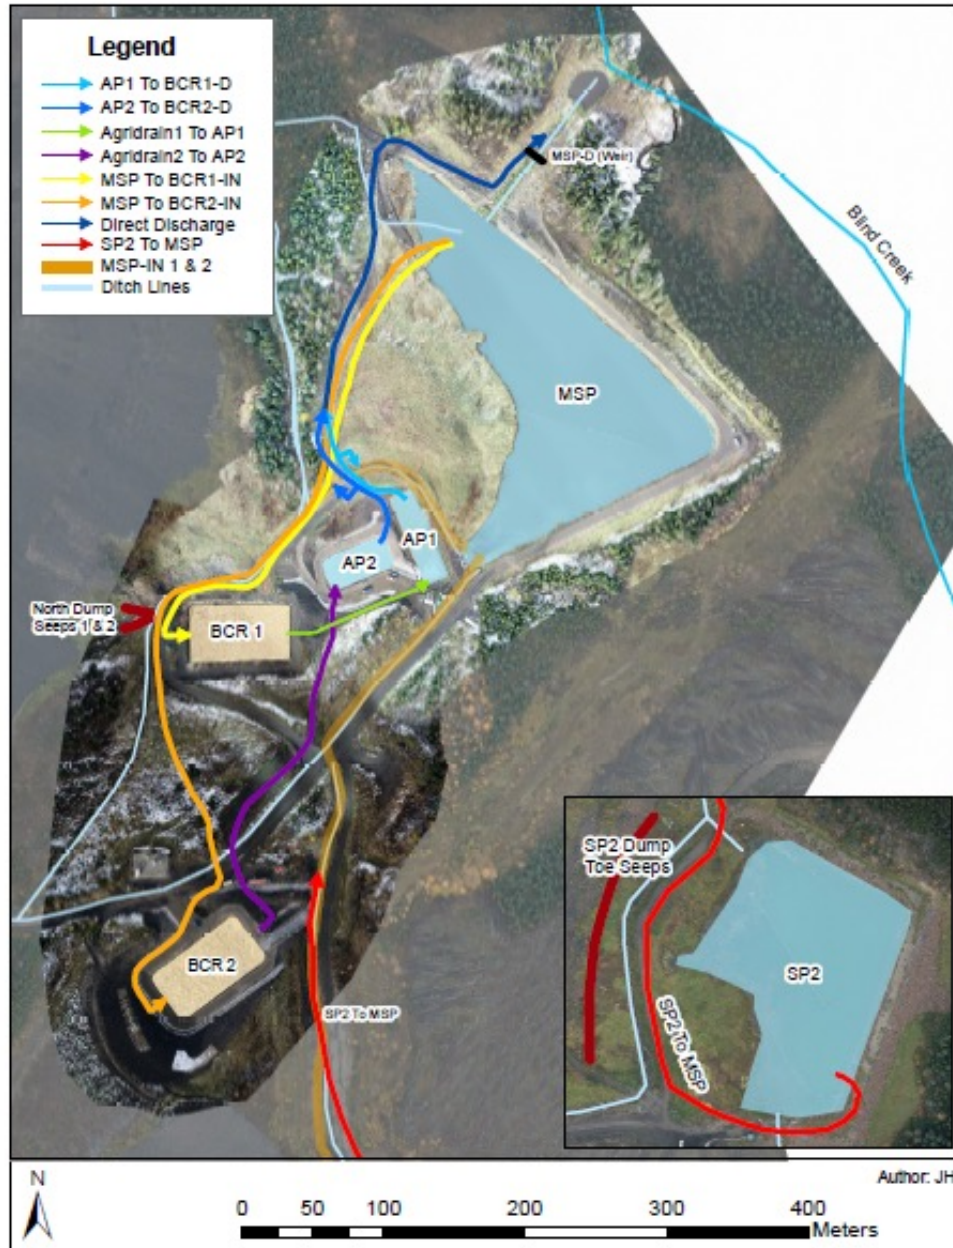 Legend
AP1 To BCR1-D
AP2 To BCR2-D
Agridrain1 To AP1
Agridrain2 To AP2
MSP To BCR1-IN
MSP To BCR2-IN
Direct Discharge
SP2 To MSP
MSP-IN 1 & 2
Ditch Lines
MSP-D (Weir)
Blind Creek
MSP
AP1
AP2
North Dump
Seeps 1 & 2
BCR 1
BCR 2
SP2 To MSP
SP2 Dump
Toe Seeps
SP2
SP2 To MSP
N
Author: JH
0 50 100 200 300 400
Meters